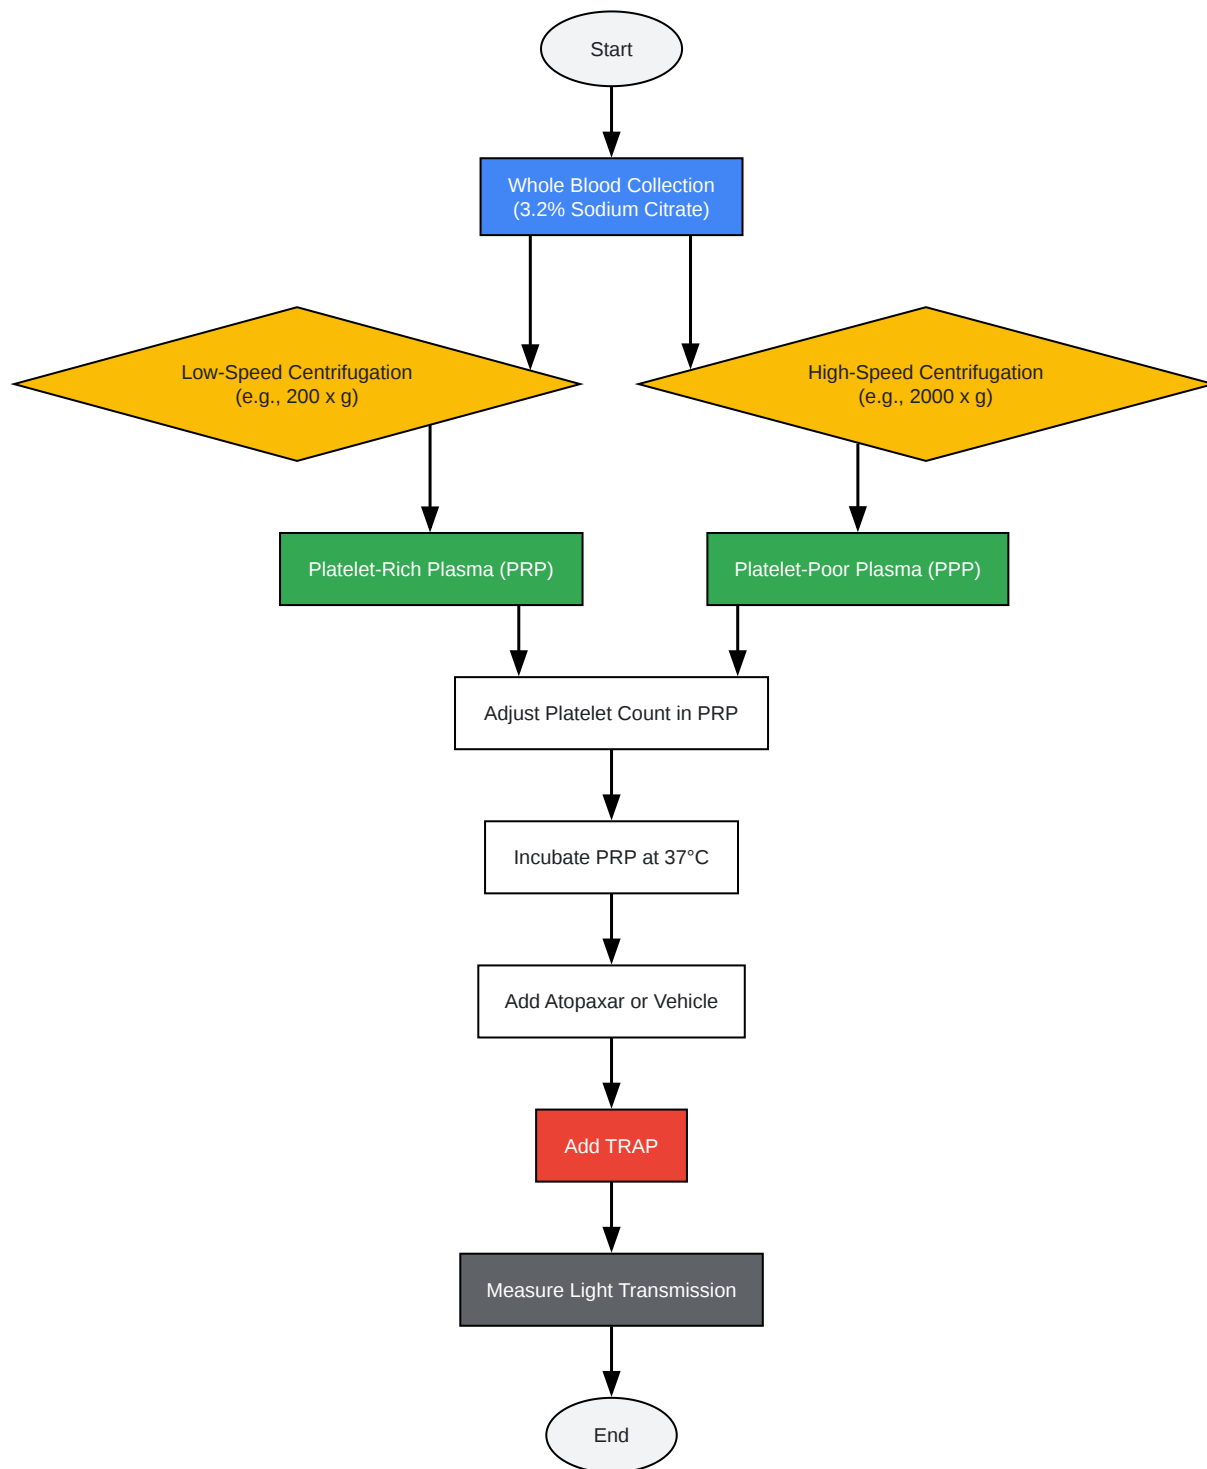 Start
Whole Blood Collection
(3.2% Sodium Citrate)
Low-Speed Centrifugation
(e.g., 200 x g)
High-Speed Centrifugation
(e.g., 2000 x g)
Platelet-Rich Plasma (PRP)
Platelet-Poor Plasma (PPP)
Adjust Platelet Count in PRP
Incubate PRP at 37°C
Add Atopaxar or Vehicle
Add TRAP
Measure Light Transmission
End